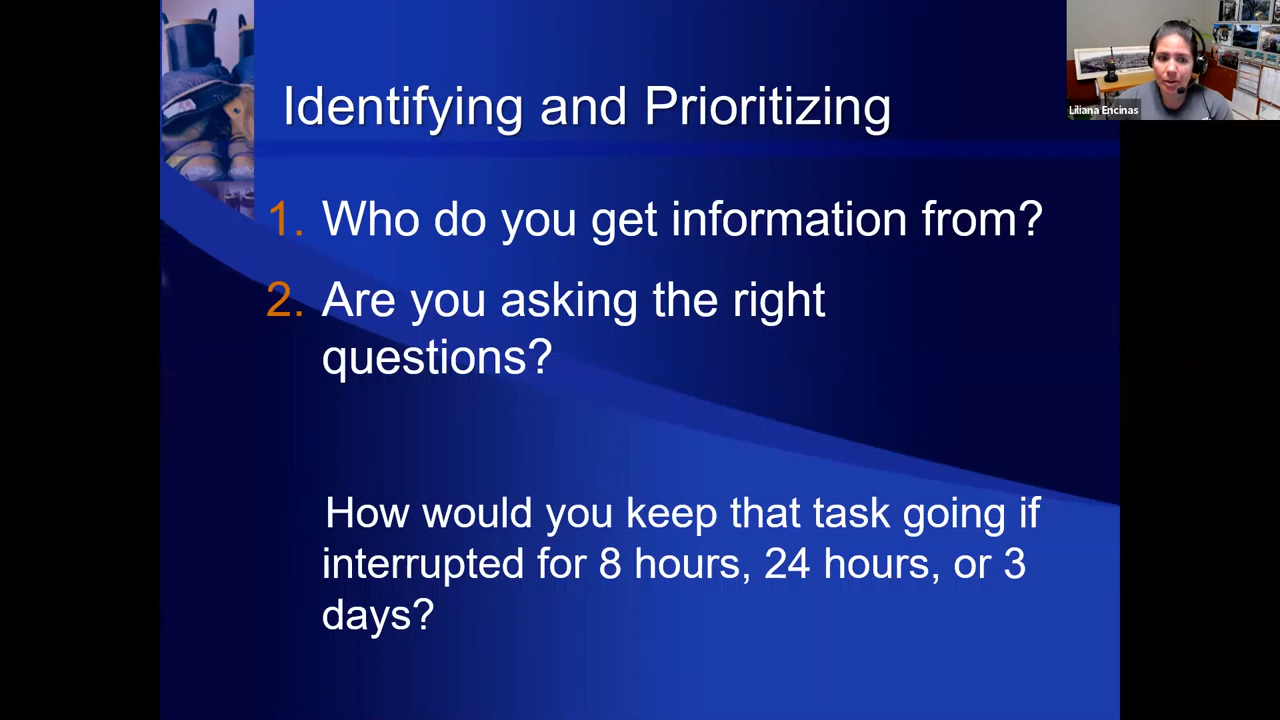 Identifying and Prioritizing
Liliana Encinas
1. Who do you get information from?
2. Are you asking the right
questions?
How would you keep that task going if
interrupted for 8 hours, 24 hours, or 3
days?